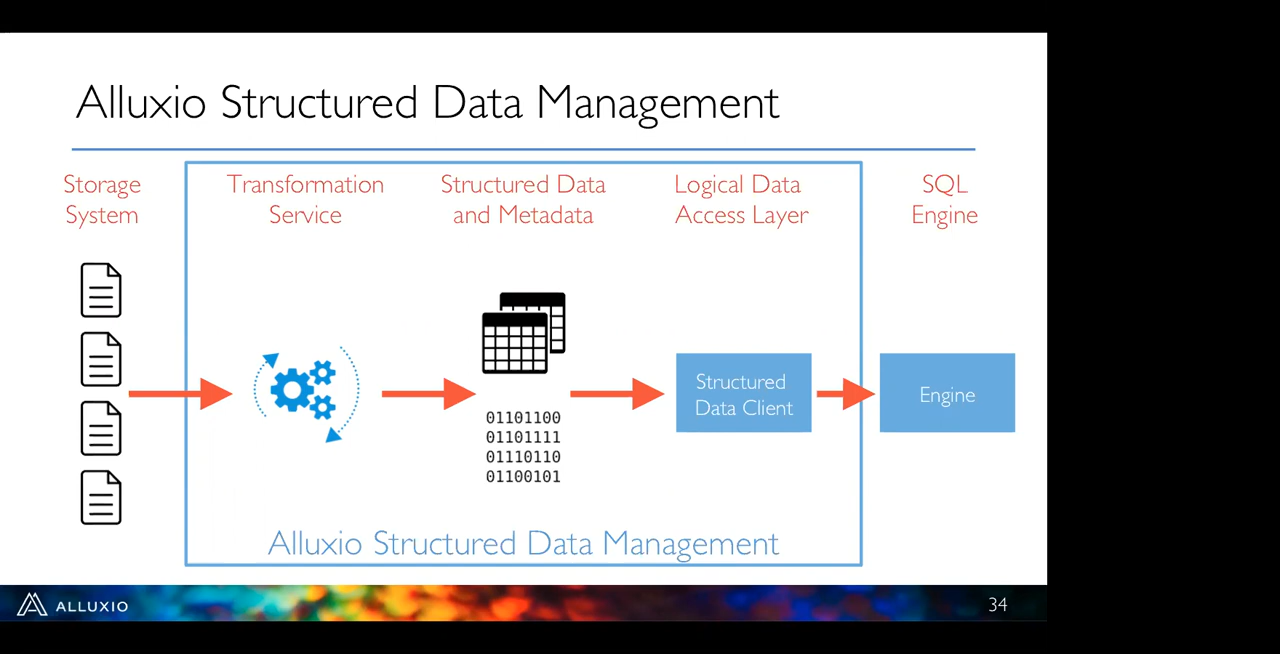 Alluxio Structured Data Management
Storage
System
Transformation
Service
Structured Data
and Metadata
Logical Data
Access Layer
SQL
Engine
01101100
01101111
01110110
01100101
Structured
Data Client
Engine
Alluxio Structured Data Management
ALLUXIO
34